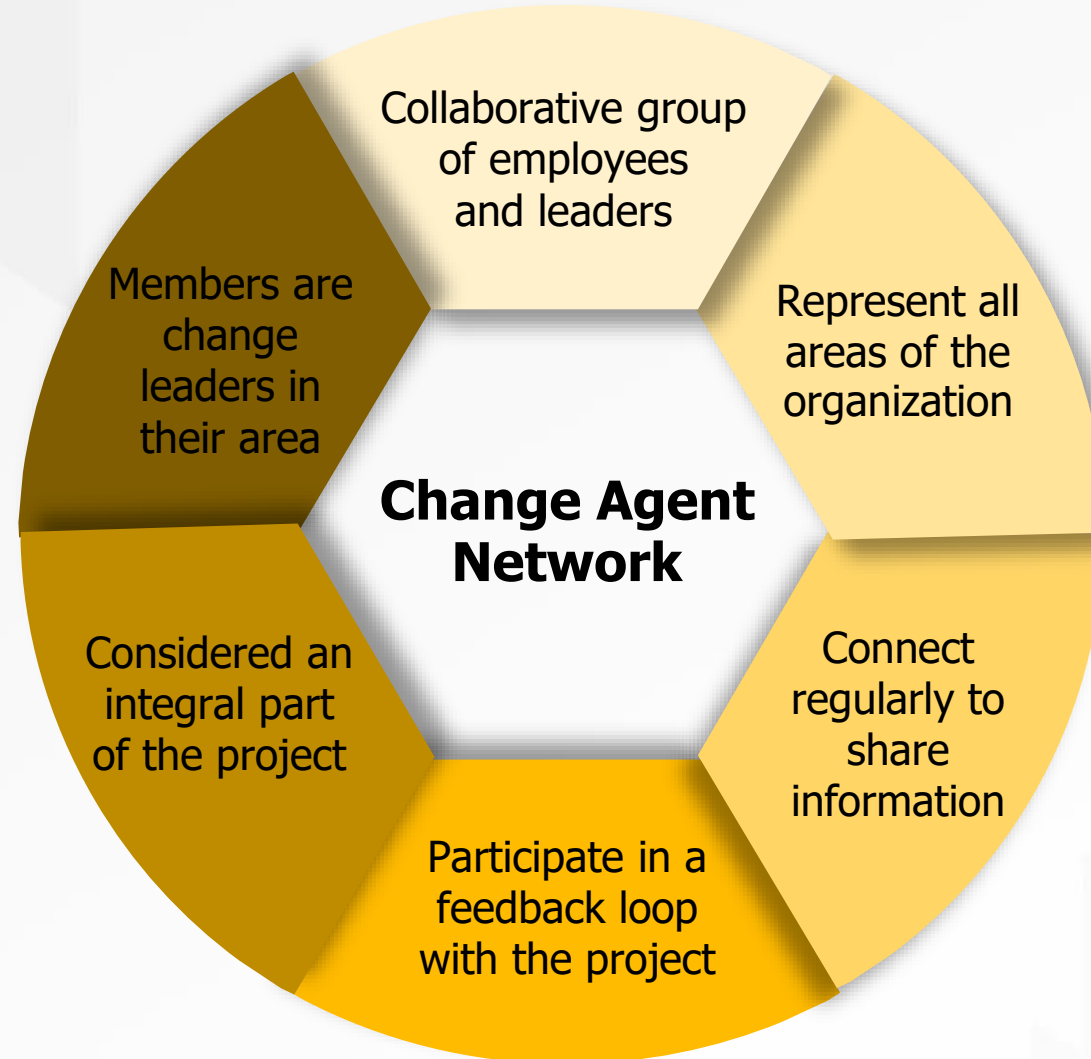 Collaborative group
of employees
and leaders
Represent all
areas of the
organization
Connect
regularly to
share
information
Participate in a
feedback loop
with the project
Considered an
integral part
of the project
Members are
change
leaders in
their area
Change Agent
Network